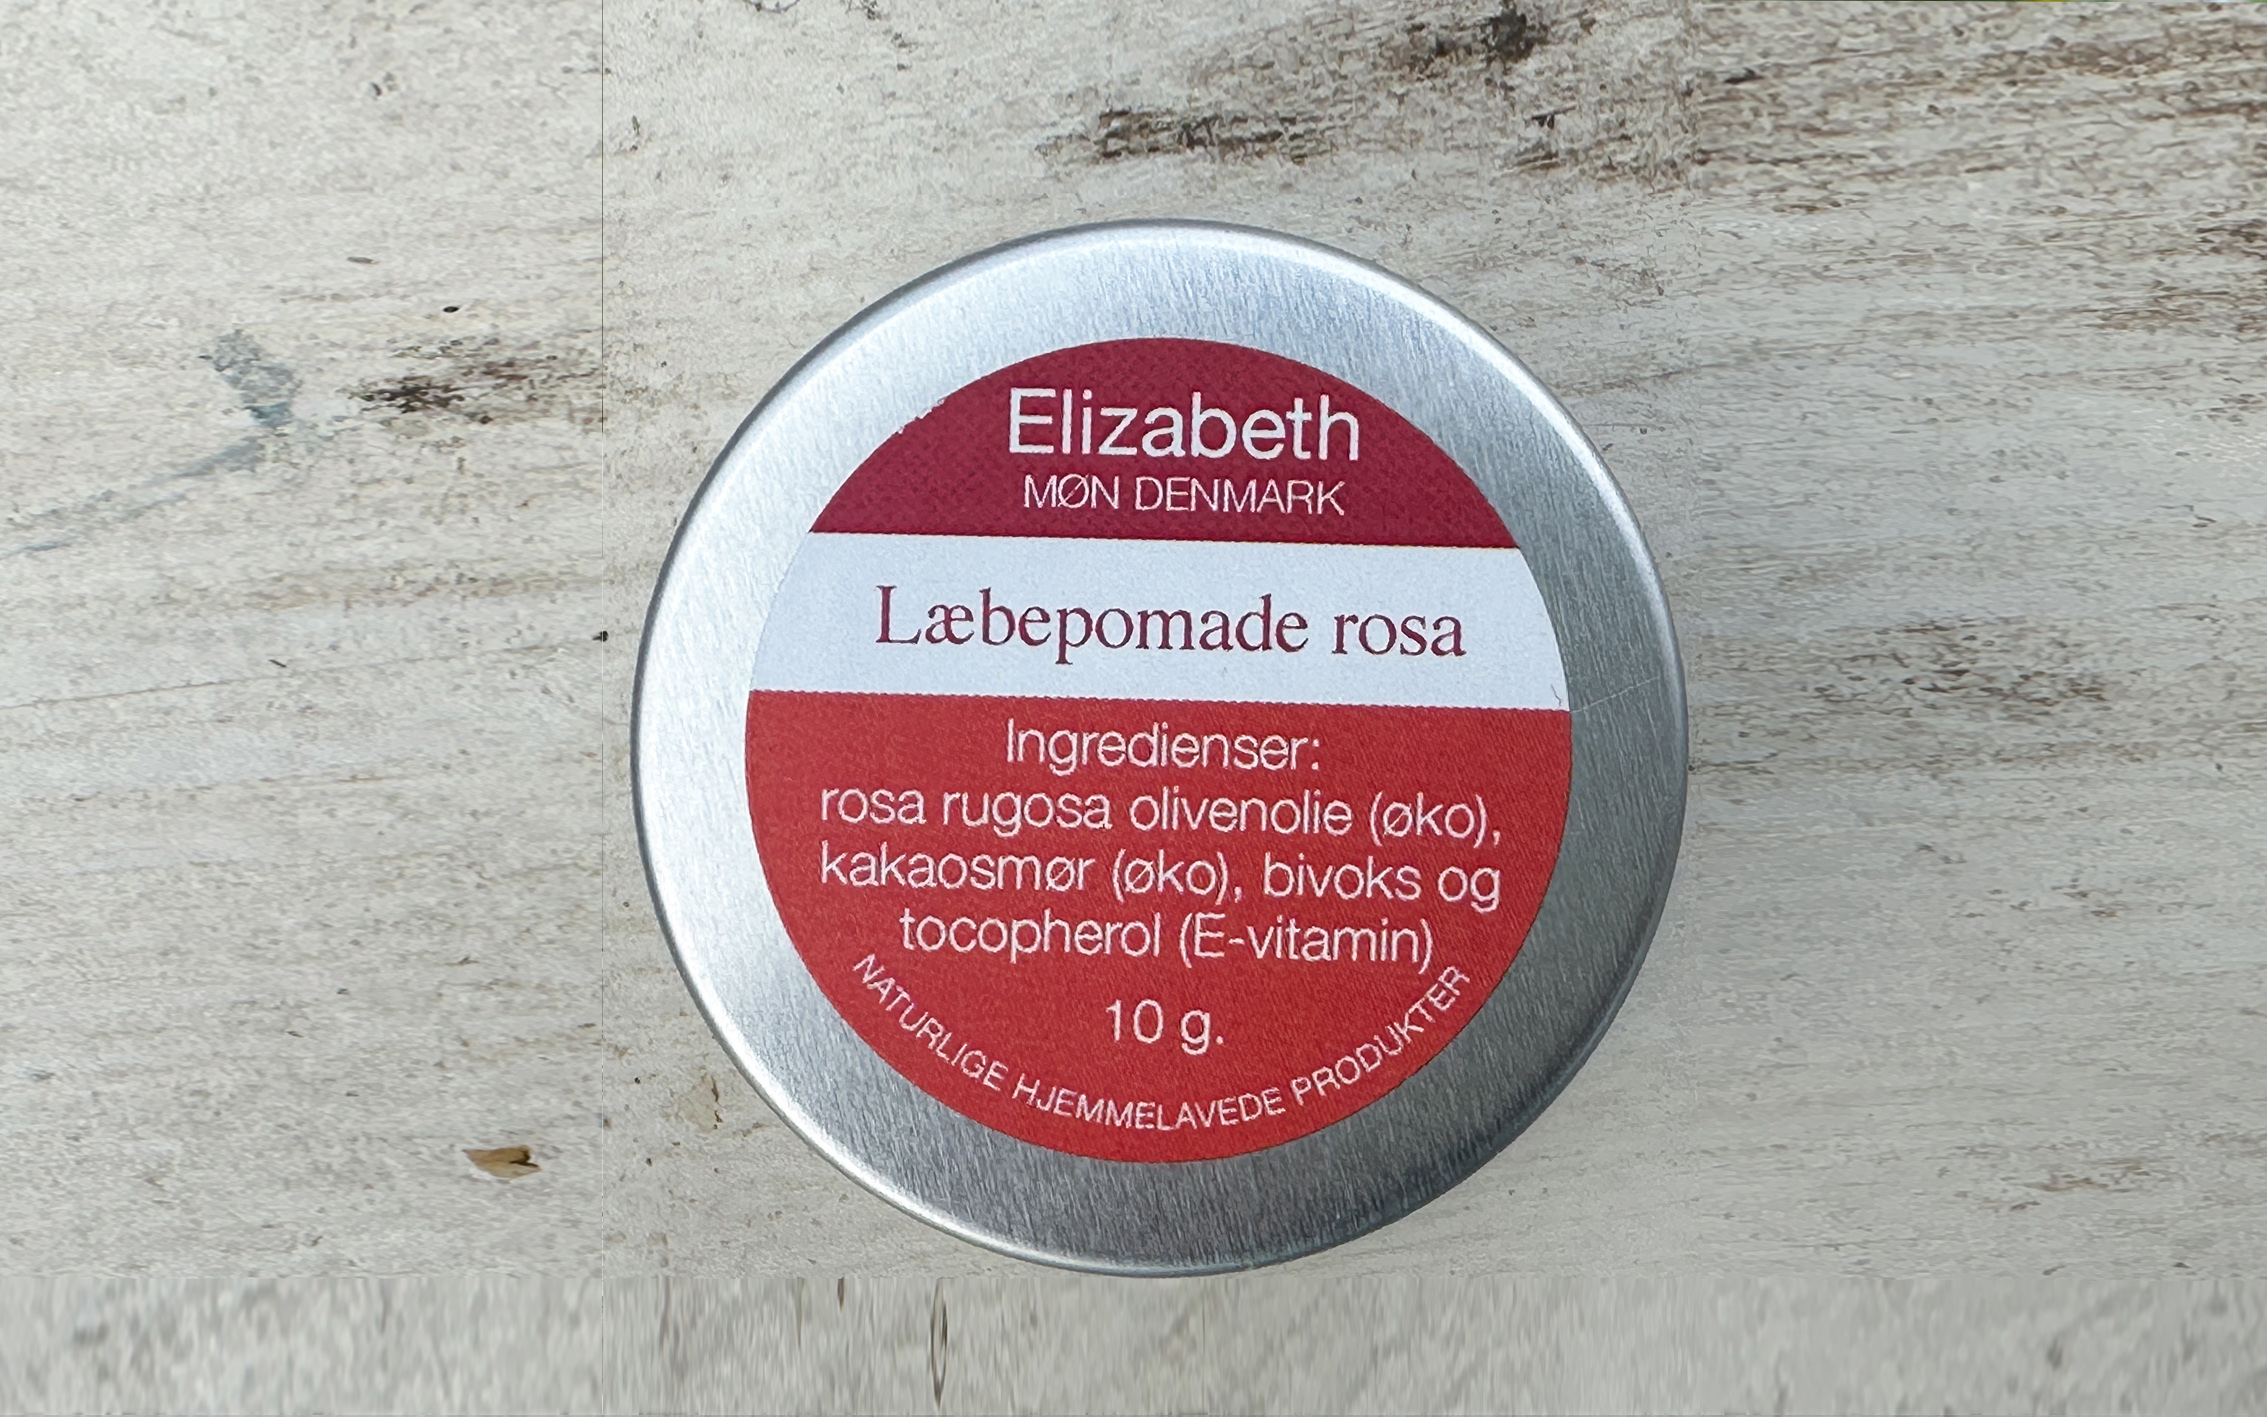 Elizabeth
MØN DENMARK
Læbepomade rosa
Ingredienser:
rosa rugosa olivenolie (øko),
kakaosmør (øko), bivoks og
tocopherol (E-vitamin)
10 g.
NATURLIGE HJEMMELAVEDE PRODUKTER